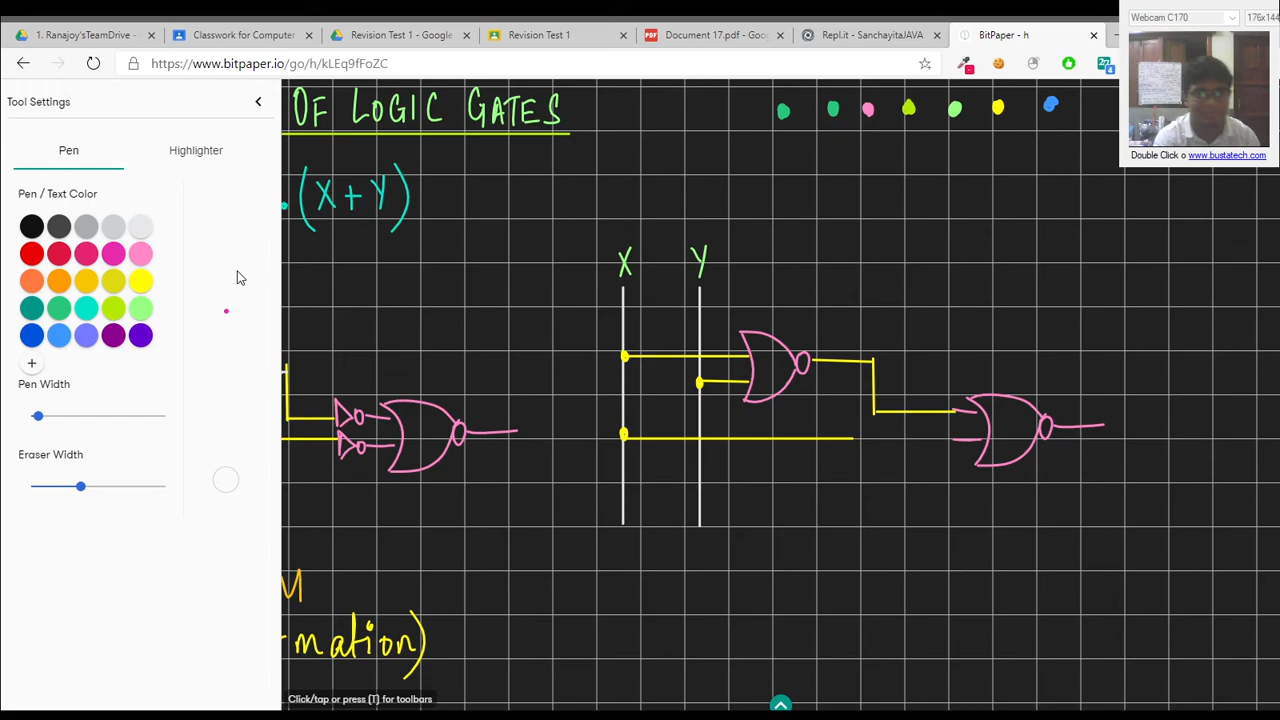 1. Ranajoy'sTeamDrive -
Classwork for Computer
Revision Test 1 - Google
Revision Test 1
Document 17.pdf - Goo
Repl.it - SanchayitaJAVA
BitPaper - h
Webcam C170
176x144
https://www.bitpaper.io/go/h/kLEq9fFoZC
Double Click o www.bustatech.com
Tool Settings
Pen
Highlighter
Pen / Text Color
Pen Width
Eraser Width
OF LOGIC GATES
.(X+Y)
X Y
M
mation)
Click/tap or press (T) for toolbars